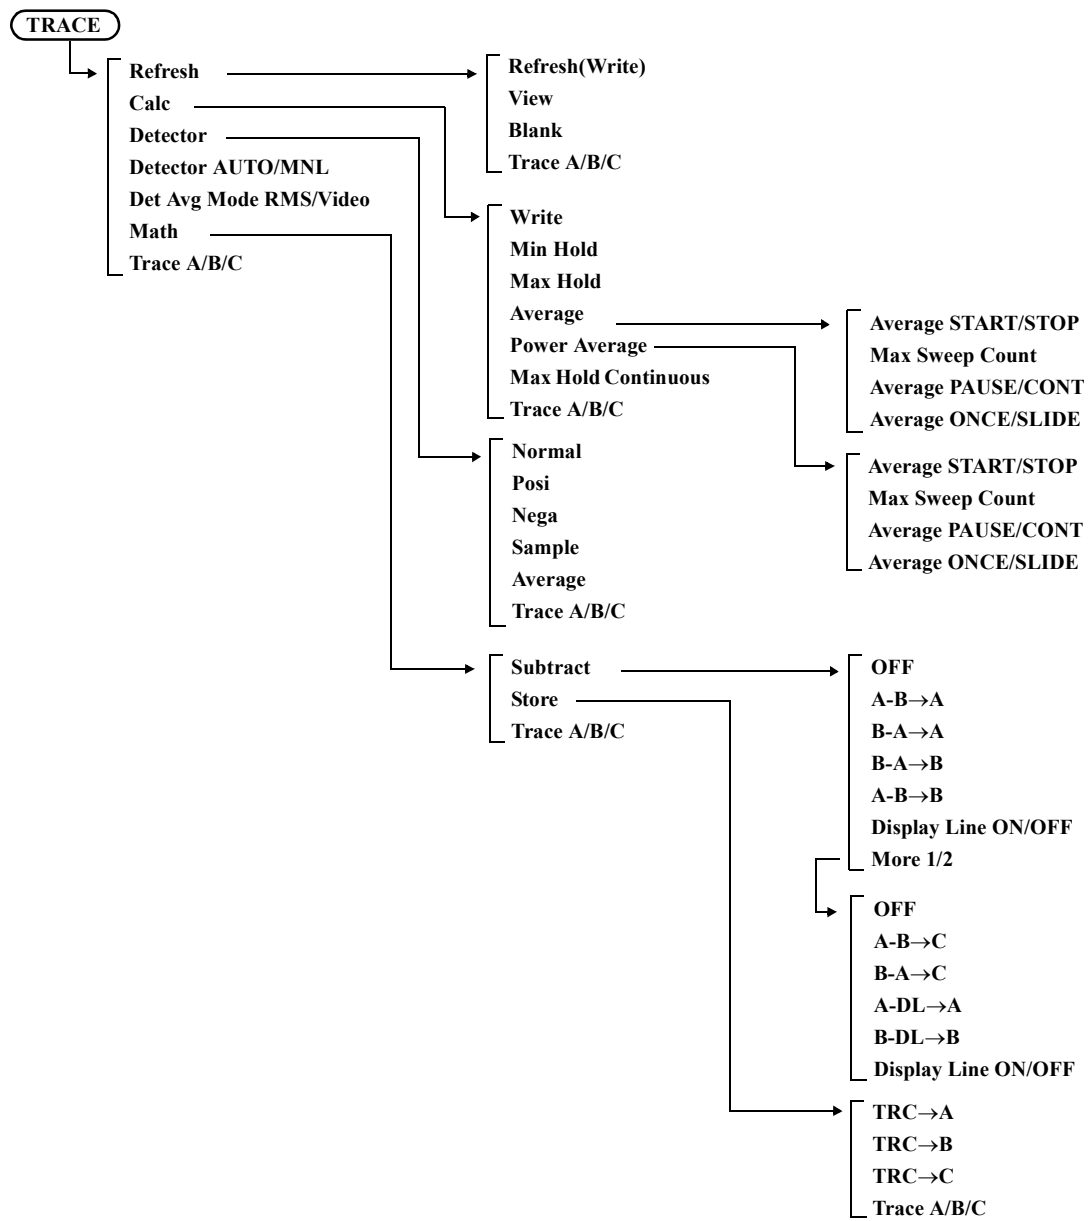 TRACE
Refresh
Calc
Detector
Detector AUTO/MNL
Det Avg Mode RMS/Video
Math
Trace A/B/C
Refresh(Write)
View
Blank
Trace A/B/C
Write
Min Hold
Max Hold
Average
Power Average
Max Hold Continuous
Trace A/B/C
Average START/STOP
Max Sweep Count
Average PAUSE/CONT
Average ONCE/SLIDE
Average START/STOP
Max Sweep Count
Average PAUSE/CONT
Average ONCE/SLIDE
Normal
Posi
Nega
Sample
Average
Trace A/B/C
Subtract
Store
Trace A/B/C
OFF
A-B→A
B-A→A
B-A→B
A-B→B
Display Line ON/OFF
More 1/2
OFF
A-B→C
B-A→C
A-DL→A
B-DL→B
Display Line ON/OFF
TRC→A
TRC→B
TRC→C
Trace A/B/C